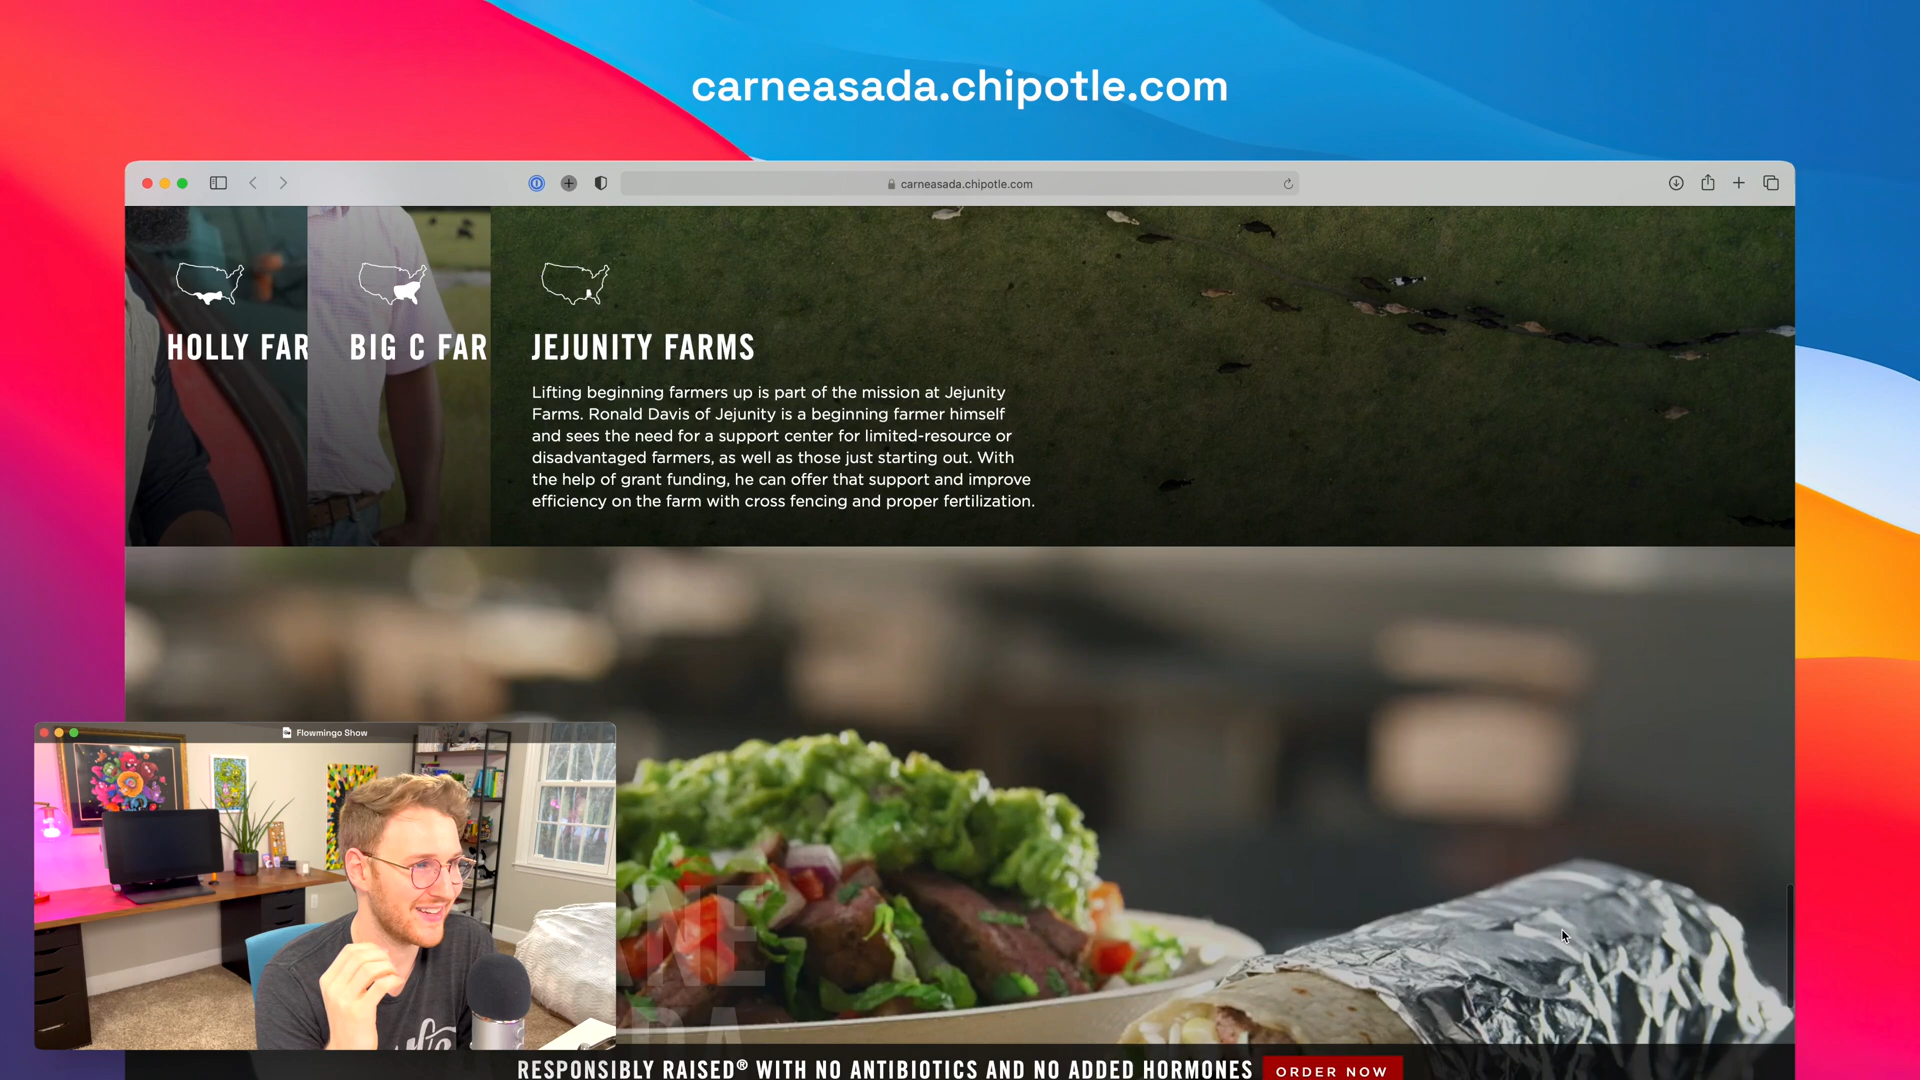 carneasada.chipotle.com
carneasada.chipotle.com
HOLLY FAR
BIG C FAR
JEJUNITY FARMS
Lifting beginning farmers up is part of the mission at Jejunity
Farms. Ronald Davis of Jejunity is a beginning farmer himself
and sees the need for a support center for limited-resource or
disadvantaged farmers, as well as those just starting out. With
the help of grant funding, he can offer that support and improve
efficiency on the farm with cross fencing and proper fertilization.
Flowmingo Show
NE
RESPONSIBLY RAISED® WITH NO ANTIBIOTICS AND NO ADDED HORMONES
ORDER NOW